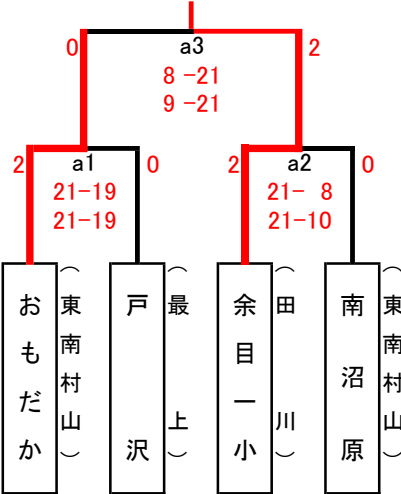 0 a3 2
8-21
9-21
2 a1 0
21-19
21-19
2 a2 0
21- 8
21-10
おもだか
(東南村山)
戸沢
(最上)
余目一小
(田川)
南沼原
(東南村山)